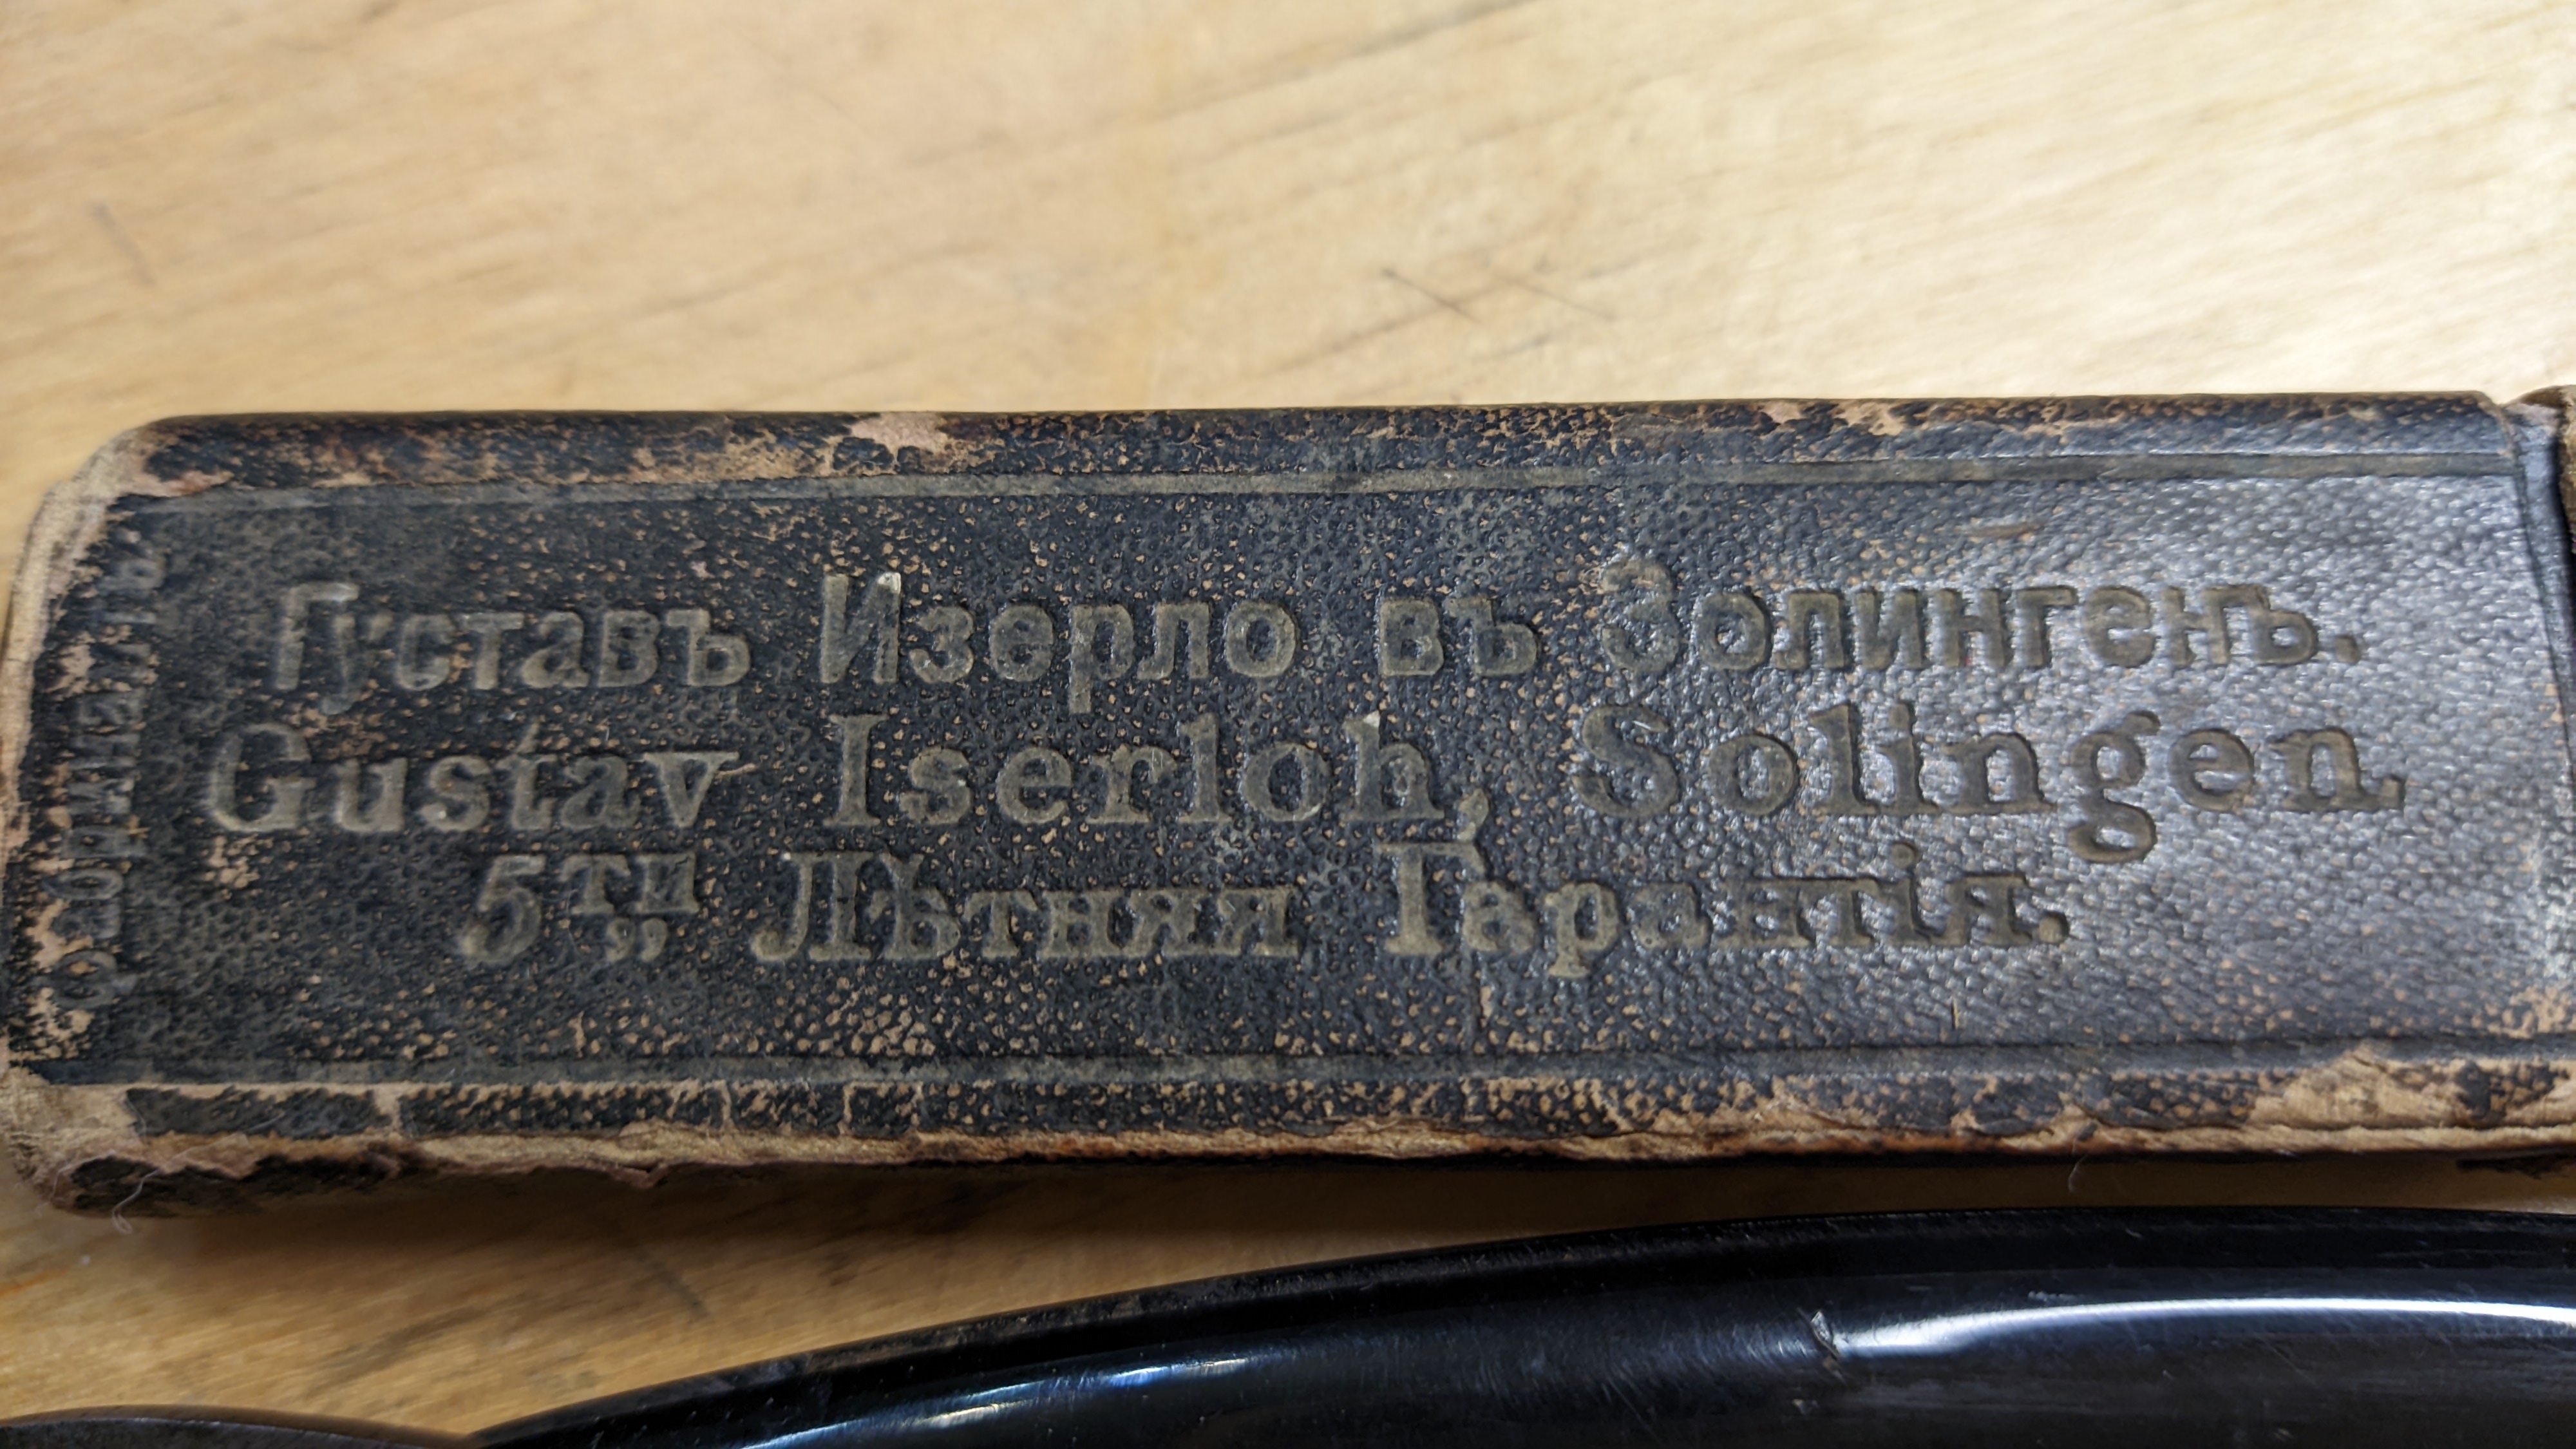 Густавъ Изерло въ Золингенъ.
Gustav Iserloh, Solingen.
5ти„ Лѣтняя Гарантія.